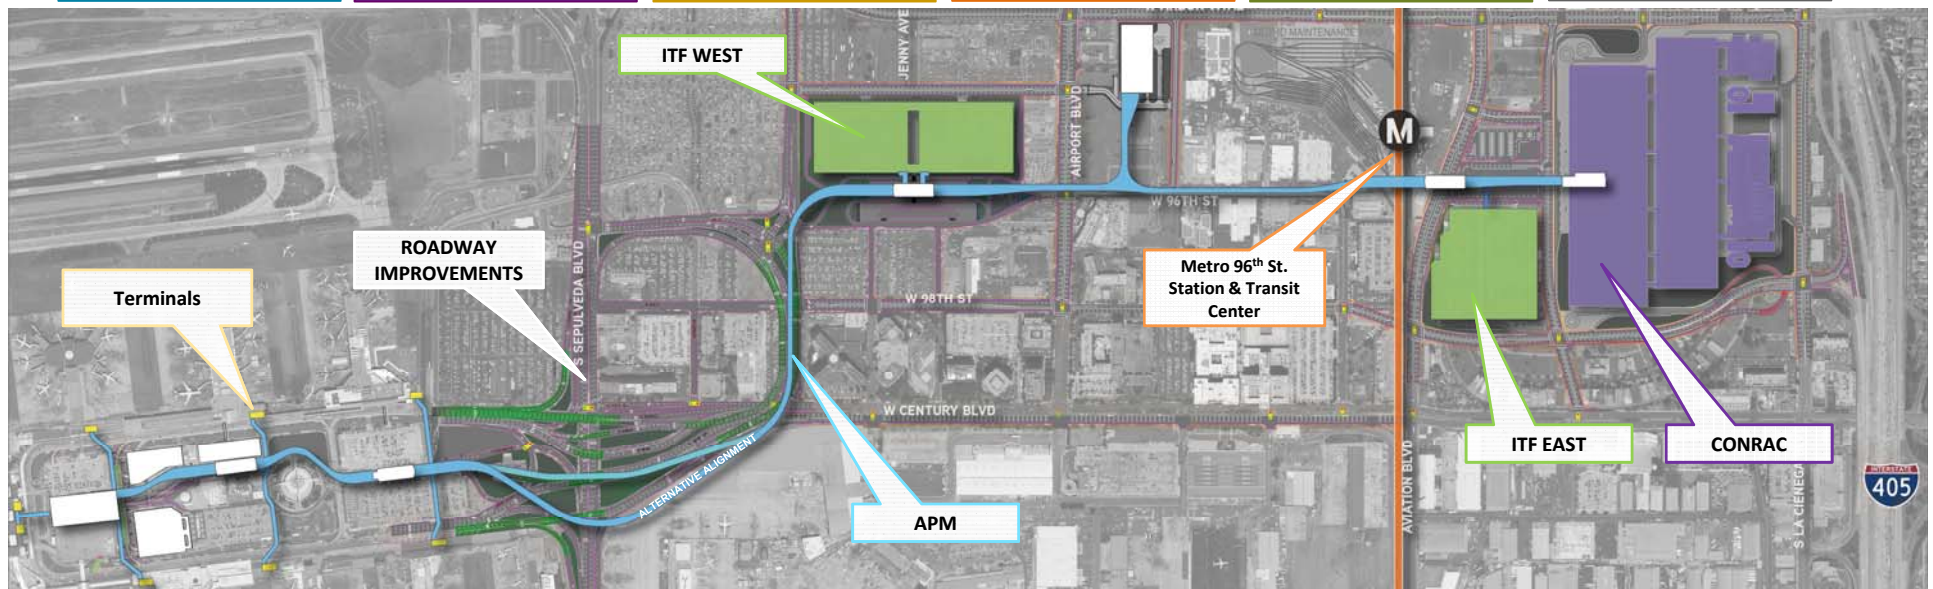 ITF WEST
JENNY AVE
AIRPORT BLVD
M
W 96TH ST
ROADWAY
IMPROVEMENTS
S SEPULVEDA BLVD
Terminals
Metro 96th St.
Station & Transit
Center
W 98TH ST
W CENTURY BLVD
ALTERNATIVE ALIGNMENT
ITF EAST
CONRAC
APM
AVIATION BLVD
S LA CIENEGA
INTERSTATE
405